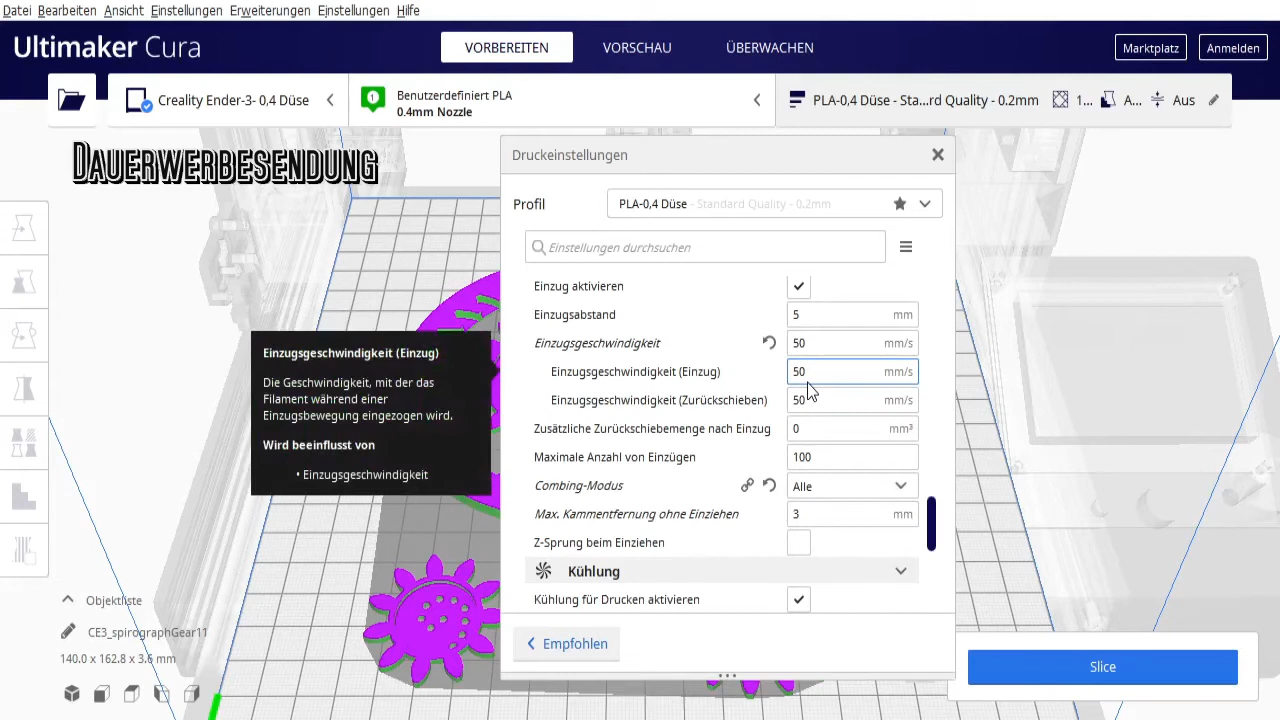 Datei Bearbeiten Ansicht Einstellungen Erweiterungen Einstellungen Hilfe
Ultimaker Cura
VORBEREITEN VORSCHAU ÜBERWACHEN
Marktplatz Anmelden
Creality Ender-3- 0,4 Düse
1
Benutzerdefiniert PLA
0.4mm Nozzle
PLA-0,4 Düse - Sta...rd Quality - 0.2mm 1... A... Aus
DAUERWERBESENDUNG
Druckeinstellungen
Profil PLA-0,4 Düse - Standard Quality - 0.2mm
Einstellungen durchsuchen
Einzug aktivieren
Einzugsabstand 5 mm
Einzugsgeschwindigkeit 50 mm/s
Einzugsgeschwindigkeit (Einzug) 50 mm/s
Einzugsgeschwindigkeit (Zurückschieben) 50 mm/s
Zusätzliche Zurückschiebemenge nach Einzug 0 mm³
Maximale Anzahl von Einzügen 100
Combing-Modus Alle
Max. Kammentfernung ohne Einziehen 3 mm
Z-Sprung beim Einziehen
Kühlung
Kühlung für Drucken aktivieren
Empfohlen
Einzugsgeschwindigkeit (Einzug)
Die Geschwindigkeit, mit der das
Filament während einer
Einzugsbewegung eingezogen wird.
Wird beeinflusst von
• Einzugsgeschwindigkeit
Objektliste
CE3_spirographGear11
140.0 x 162.8 x 3.6 mm
Slice